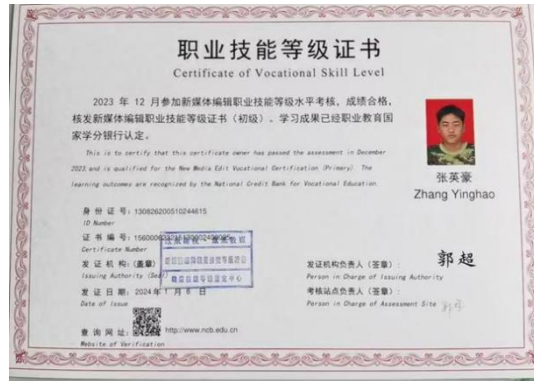 职业技能等级证书
Certificate of Vocational Skill Level
2023 年 12 月参加新媒体编辑职业技能等级水平考核，成绩合格，
核发新媒体编辑职业技能等级证书（初级）。学习成果已经职业教育国
家学分银行认定。
This is to certify that this certificate owner has passed the assessment in December
2023,and is qualified for the New Media Edit Vocational Certification (Primary). The
learning outcomes are recognized by the National Credit Bank for Vocational Education.
张英豪
Zhang Yinghao
身 份 证 号：130826200510244615
ID Number
证 书 编 号：
Certificate Number
发 证 机 构：（盖章）
Issuing Authority (Seal)
发 证 日 期：2024 年 1 月 8 日
Date of Issue
发证机构负责人（签章）：
郭超
Person in Charge of Issuing Authority
考核站点负责人（签章）：
Person in Charge of Assessment Site
查 询 网 址：
http://www.ncb.edu.cn
Website of Verification